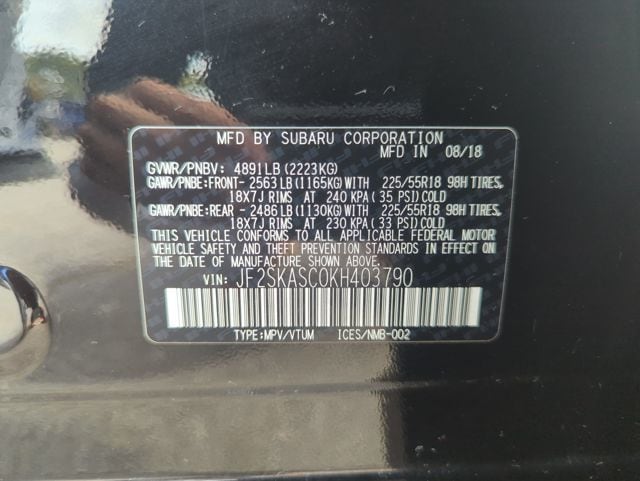 MFD BY SUBARU CORPORATION
MFD IN 08/18
GVWR/PNBV: 4891LB (2223KG)
GAWR/PNBE:FRONT- 2563LB (1165KG) WITH 225/55R18 98H TIRES,
18X7J RIMS AT 240 KPA ( 35 PSI) COLD
GAWR/PNBE:REAR - 2486LB (1130KG) WITH 225/55R18 98H TIRES,
18X7J RIMS AT 230 KPA ( 33 PSI) COLD
THIS VEHICLE CONFORMS TO ALL APPLICABLE FEDERAL MOTOR
VEHICLE SAFETY AND THEFT PREVENTION STANDARDS IN EFFECT ON
THE DATE OF MANUFACTURE SHOWN ABOVE.
VIN: JF2SKASC0KH403790
TYPE:MPV/VTUM ICES/NMB-002